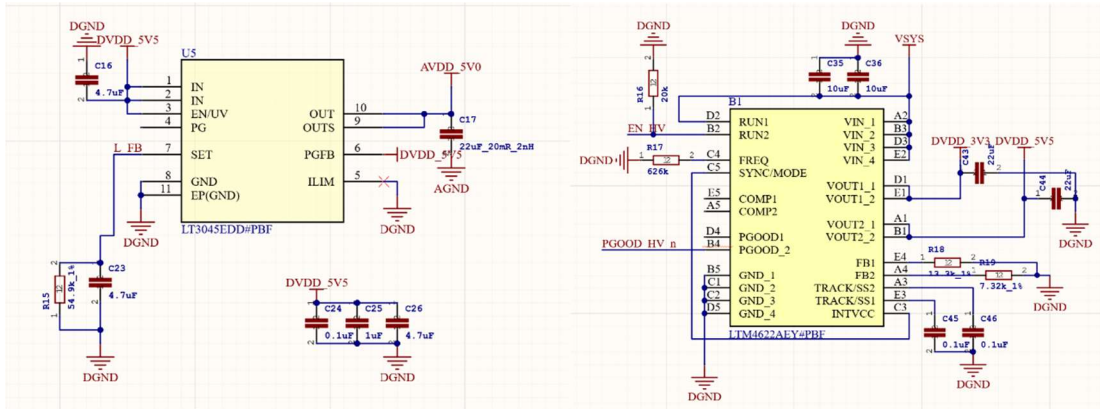 DGND
DVDD_5V5
C16
4.7uF
U5
1 IN
2 IN
3 EN/UV
4 PG
7 SET
8 GND
11 EP(GND)
OUT 10
OUTS 9
PGFB 6
ILIM 5
LT3045EDD#PBF
AVDD_5V0
C17
22uF_20mR_2nH
AGND
DVDD_5V5
DGND
L_FB
DGND
R15
54.9k_1%
C23
4.7uF
DGND
DVDD_5V5
C24
0.1uF
C25
1uF
C26
4.7uF
DGND
DGND
R16
20k
EN_HV
DGND
R17
626k
PGOOD_HV_n
DGND
C35
10uF
C36
10uF
VSYS
B1
D2 RUN1
B2 RUN2
C4 FREQ
C5 SYNC/MODE
E5 COMP1
A5 COMP2
D4 PGOOD1
B4 PGOOD_2
B5 GND_1
C1 GND_2
C2 GND_3
D5 GND_4
VIN_1 A2
VIN_2 B3
VIN_3 D3
VIN_4 E2
VOUT1_1 D1
VOUT1_2 E1
VOUT2_1 A1
VOUT2_2 B1
FB1 E4
FB2 A4
TRACK/SS2 A3
TRACK/SS1 E3
INTVCC C3
LTM4622AEY#PBF
DGND
DVDD_3V3
DVDD_5V5
C43
22uF
C44
22uF
DGND
R18
13.3k_1%
R19
7.32k_1%
DGND
C45
0.1uF
C46
0.1uF
DGND